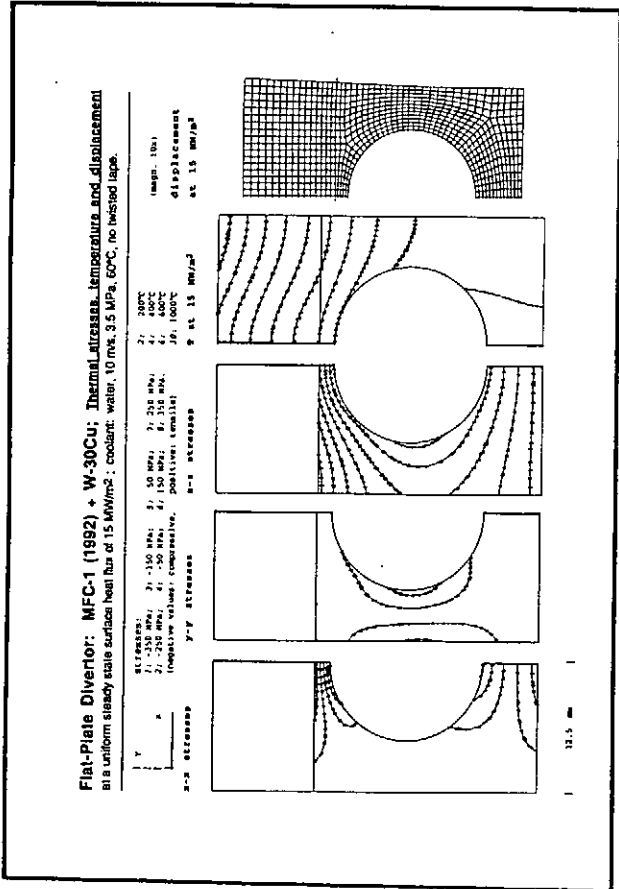 Flat-Plate Divertor: MFC-1 (1992) + W-30Cu; Thermal stresses, temperature and displacement
at a uniform steady state surface heat flux of 15 MW/m2 ; coolant: water, 10 m/s, 3.5 MPa, 60°C, no twisted tape.
Y
x
stresses:
1: -350 MPa; 3: -150 MPa; 5: 50 MPa; 7: 250 MPa
2: -250 MPa; 4: -50 MPa; 6: 150 MPa; 8: 350 MPa.
(negative values: compressive, positive: tensile)
2: 200°C
4: 400°C
6: 600°C
10: 1000°C
(magn. 10x)
x-x stresses
y-y stresses
z-z stresses
T at 15 MW/m²
displacement
at 15 MW/m²
13.5 mm